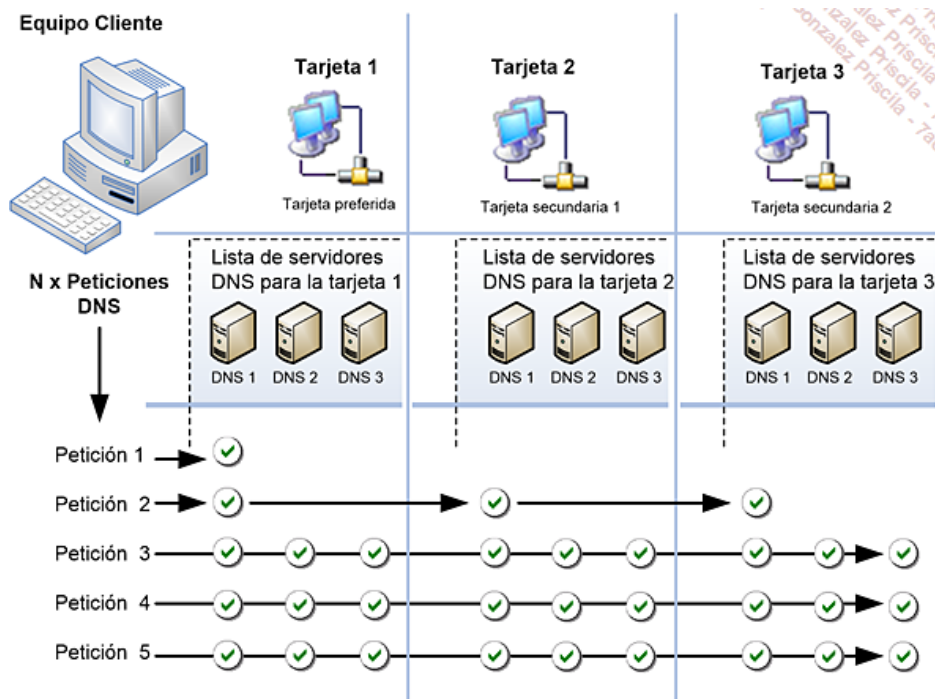 Equipo Cliente
Tarjeta 1
Tarjeta 2
Tarjeta 3
Tarjeta preferida
Tarjeta secundaria 1
Tarjeta secundaria 2
N x Peticiones
DNS
Lista de servidores
DNS para la tarjeta 1
DNS 1 DNS 2 DNS 3
Lista de servidores
DNS para la tarjeta 2
DNS 1 DNS 2 DNS 3
Lista de servidores
DNS para la tarjeta 3
DNS 1 DNS 2 DNS 3
Petición 1
Petición 2
Petición 3
Petición 4
Petición 5
Gonzalez Priscila